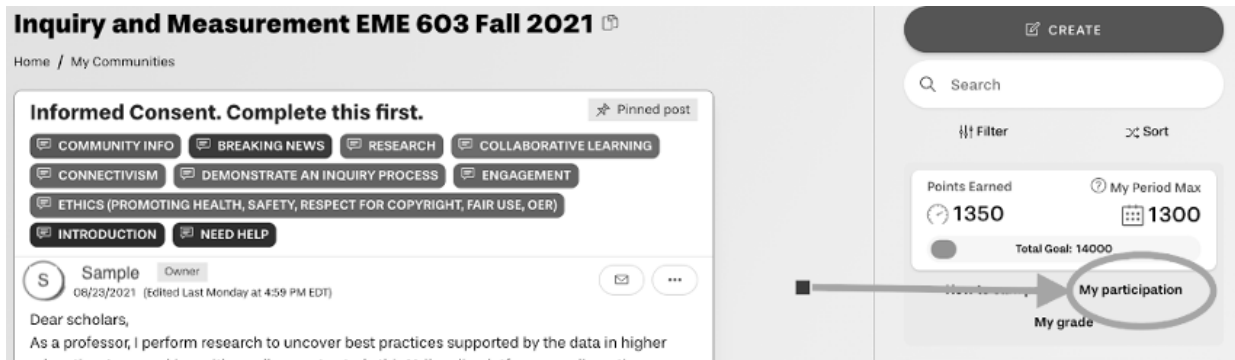 Inquiry and Measurement EME 603 Fall 2021
Home / My Communities
Informed Consent. Complete this first.
Pinned post
COMMUNITY INFO BREAKING NEWS RESEARCH COLLABORATIVE LEARNING
CONNECTIVISM DEMONSTRATE AN INQUIRY PROCESS ENGAGEMENT
ETHICS (PROMOTING HEALTH, SAFETY, RESPECT FOR COPYRIGHT, FAIR USE, OER)
INTRODUCTION NEED HELP
S
Sample Owner
08/23/2021 (Edited Last Monday at 4:59 PM EDT)
Dear scholars,
As a professor, I perform research to uncover best practices supported by the data in higher
CREATE
Search
Filter Sort
Points Earned My Period Max
1350 1300
Total Goal: 14000
My participation
My grade